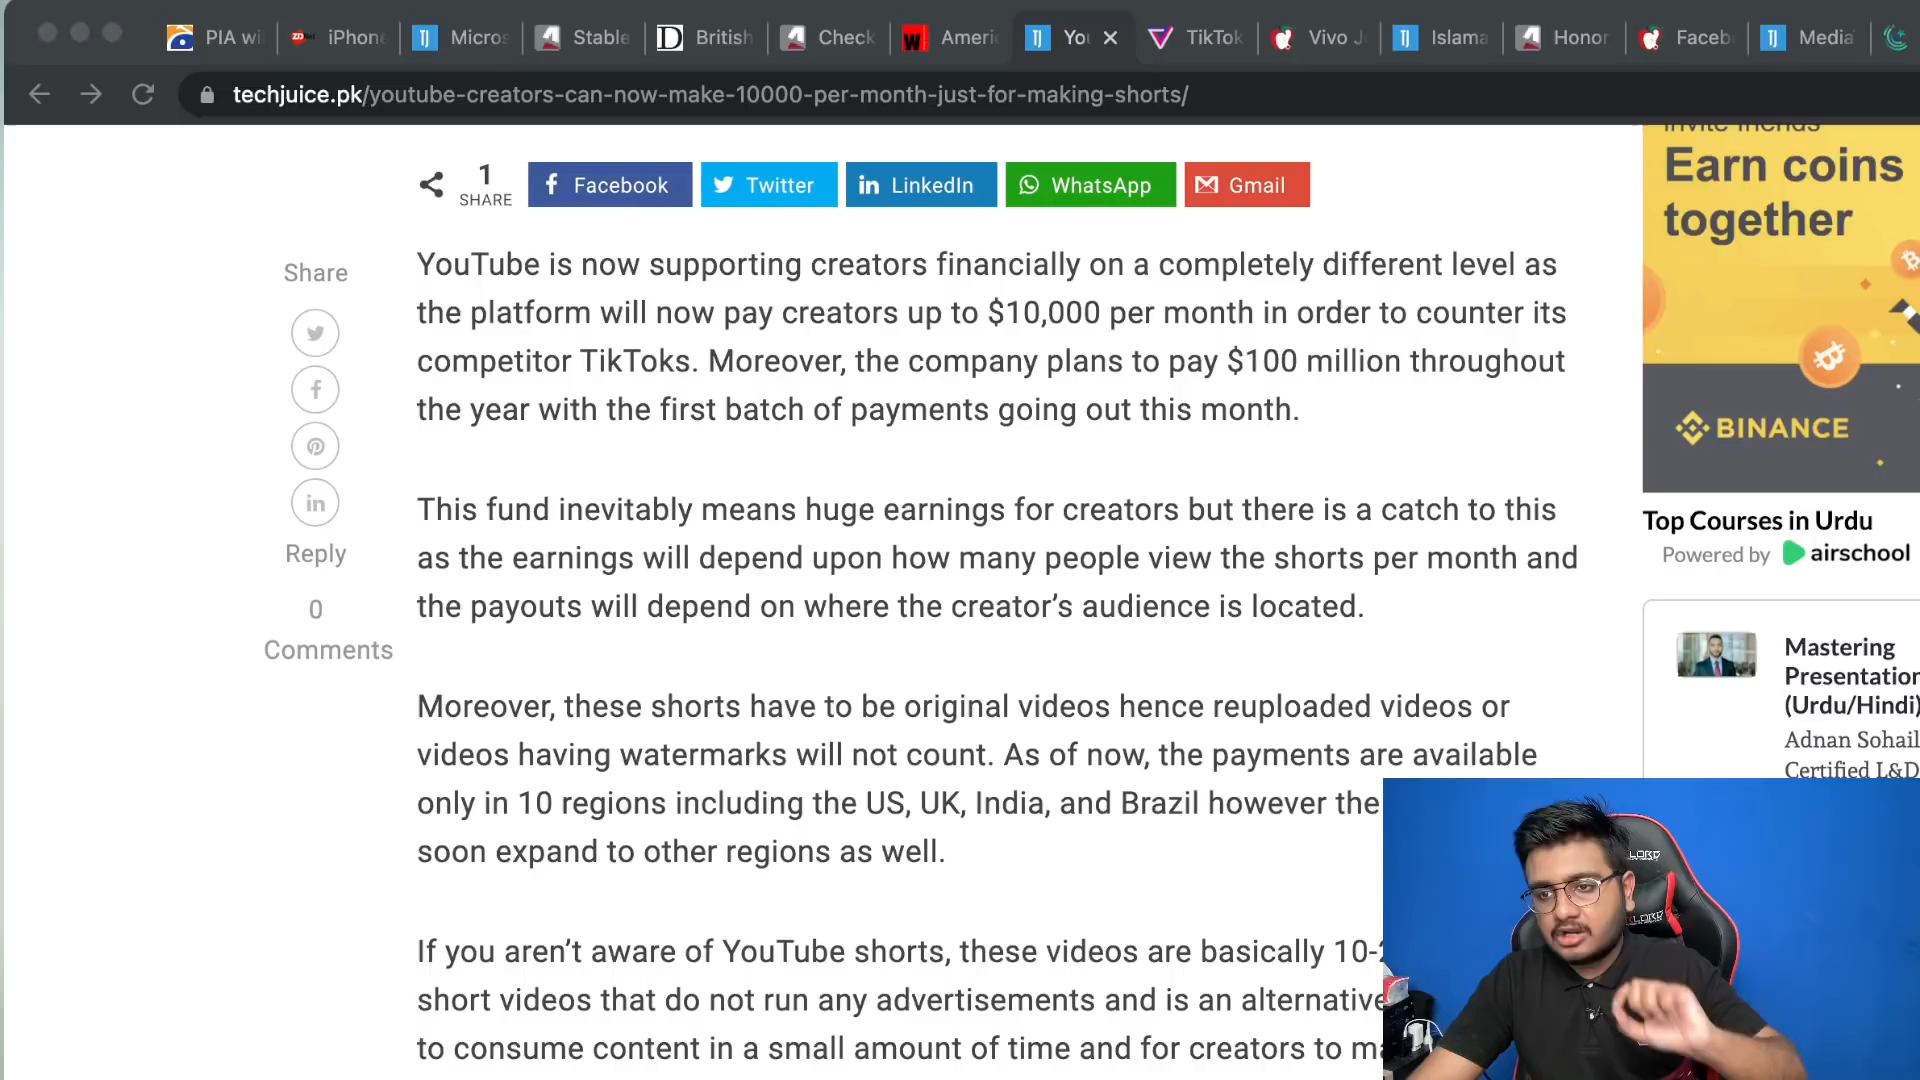 PIA wi
iPhone
Micros
Stable
British
Check
Ameri
You
TikTok
Vivo J
Islama
Honor
Faceb
Media
techjuice.pk/youtube-creators-can-now-make-10000-per-month-just-for-making-shorts/
1
SHARE
Facebook
Twitter
LinkedIn
WhatsApp
Gmail
Share
Reply
0
Comments
YouTube is now supporting creators financially on a completely different level as
the platform will now pay creators up to $10,000 per month in order to counter its
competitor TikToks. Moreover, the company plans to pay $100 million throughout
the year with the first batch of payments going out this month.
This fund inevitably means huge earnings for creators but there is a catch to this
as the earnings will depend upon how many people view the shorts per month and
the payouts will depend on where the creator’s audience is located.
Moreover, these shorts have to be original videos hence reuploaded videos or
videos having watermarks will not count. As of now, the payments are available
only in 10 regions including the US, UK, India, and Brazil however the
soon expand to other regions as well.
If you aren’t aware of YouTube shorts, these videos are basically 10-
short videos that do not run any advertisements and is an alternative
to consume content in a small amount of time and for creators to ma
Invite friends
Earn coins
together
BINANCE
Top Courses in Urdu
Powered by airschool
Mastering
Presentation
(Urdu/Hindi)
Adnan Sohail
Certified L&D